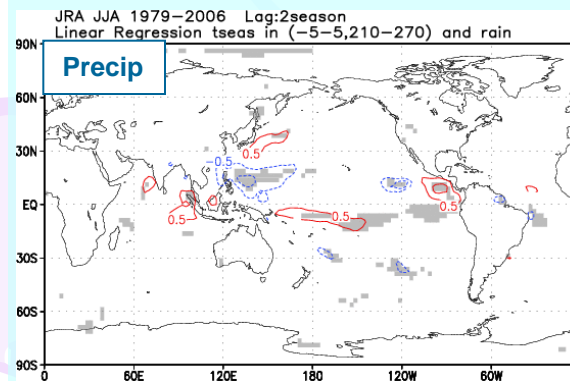 JRA JJA 1979-2006 Lag:2season
Linear Regression tseas in (-5-5,210-270) and rain
Precip
90N
60N
30N
EQ
30S
60S
90S
0.5
-0.5
0.5
0.5
0.5
0 60E 120E 180 120W 60W